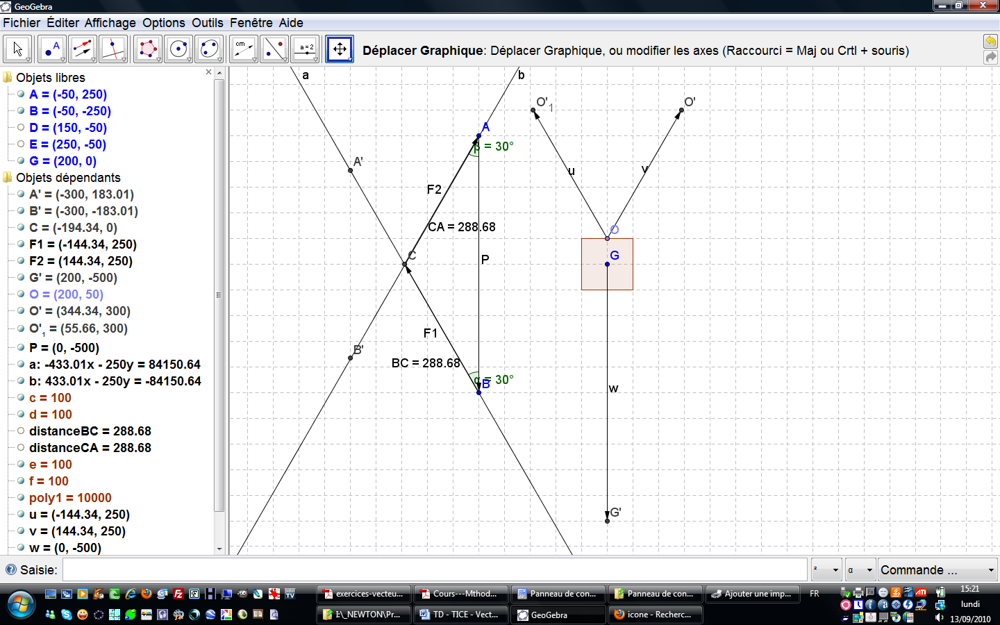 GeoGebra
Fichier Éditer Affichage Options Outils Fenêtre Aide
Déplacer Graphique: Déplacer Graphique, ou modifier les axes (Raccourci = Maj ou Crtl + souris)
Objets libres
A = (-50, 250)
B = (-50, -250)
D = (150, -50)
E = (250, -50)
G = (200, 0)
Objets dépendants
A' = (-300, 183.01)
B' = (-300, -183.01)
C = (-194.34, 0)
F1 = (-144.34, 250)
F2 = (144.34, 250)
G' = (200, -500)
O = (200, 50)
O' = (344.34, 300)
O'₁ = (55.66, 300)
P = (0, -500)
a: -433.01x - 250y = 84150.64
b: 433.01x - 250y = -84150.64
c = 100
d = 100
distanceBC = 288.68
distanceCA = 288.68
e = 100
f = 100
poly1 = 10000
u = (-144.34, 250)
v = (144.34, 250)
w = (0, -500)
a
b
O'₁
O'
A
β = 30°
A'
u
v
F2
CA = 288.68
O
C
P
G
F1
B'
BC = 288.68
α = 30°
B
w
G'
Saisie:
²
α
Commande ...
exercices-vecteu...
Cours---Mthod...
Panneau de con...
Panneau de con...
Ajouter une imp...
FR
15:21
I:\_NEWTON\Pr...
TD - TICE - Vect...
GeoGebra
icone - Recherc...
lundi
13/09/2010